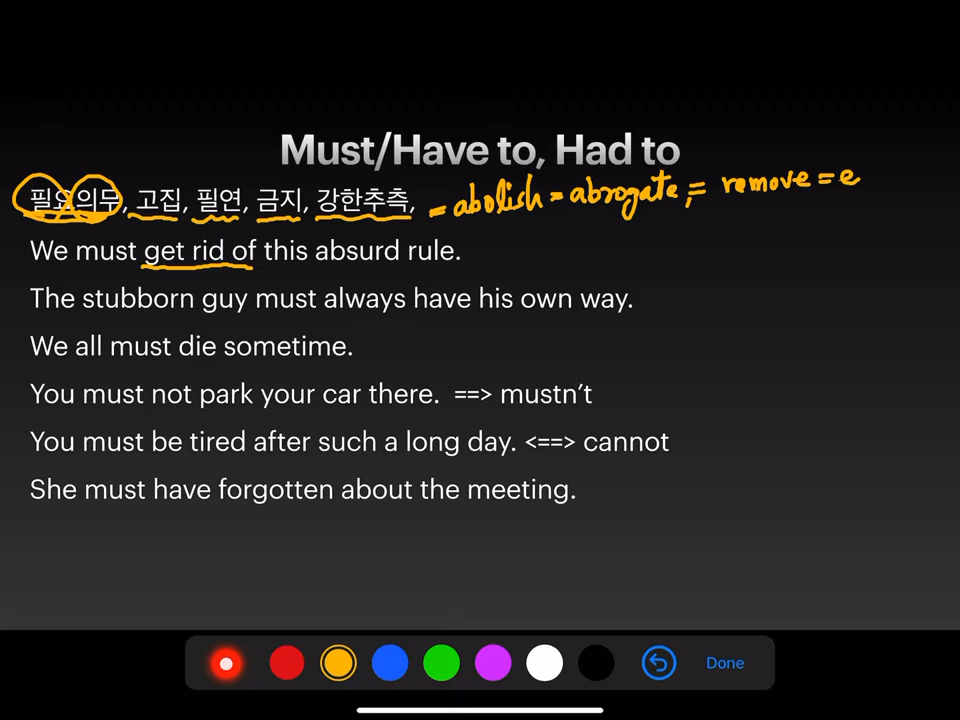 Must/Have to, Had to
필요의무, 고집, 필연, 금지, 강한추측, = abolish = abrogate, = remove = e
We must get rid of this absurd rule.
The stubborn guy must always have his own way.
We all must die sometime.
You must not park your car there. ==> mustn't
You must be tired after such a long day. <==> cannot
She must have forgotten about the meeting.
Done